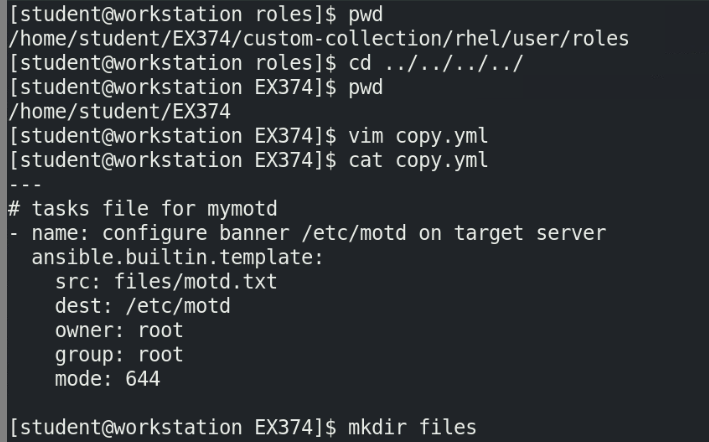 [student@workstation roles]$ pwd
/home/student/EX374/custom-collection/rhel/user/roles
[student@workstation roles]$ cd ../../../../
[student@workstation EX374]$ pwd
/home/student/EX374
[student@workstation EX374]$ vim copy.yml
[student@workstation EX374]$ cat copy.yml
---
# tasks file for mymotd
- name: configure banner /etc/motd on target server
  ansible.builtin.template:
    src: files/motd.txt
    dest: /etc/motd
    owner: root
    group: root
    mode: 644

[student@workstation EX374]$ mkdir files